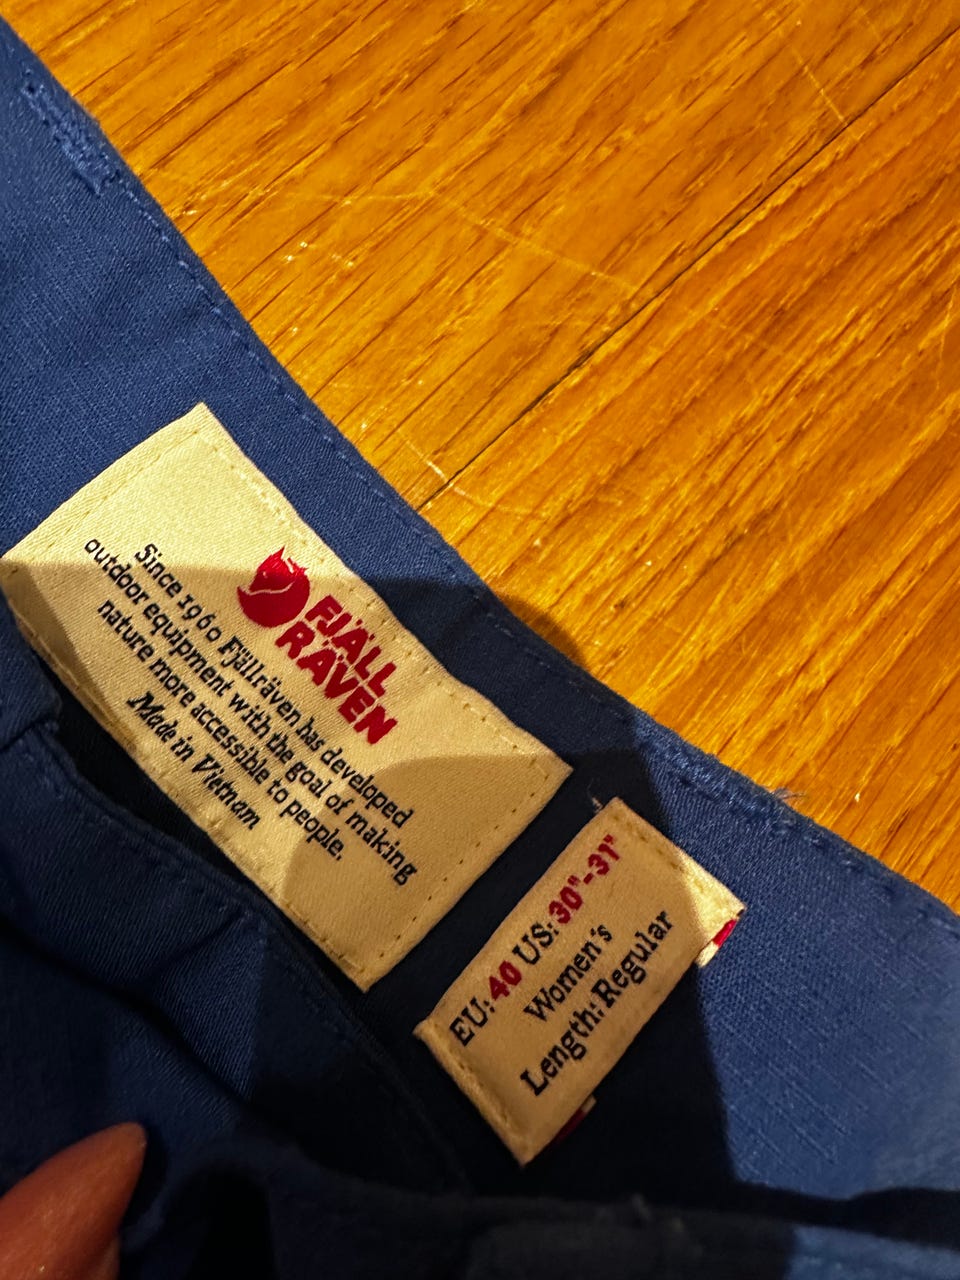 FJÄLL
RÄVEN
Since 1960 Fjällräven has developed
outdoor equipment with the goal of making
nature more accessible to people.
Made in Vietnam
EU: 40 US: 30"-31"
Women's
Length: Regular